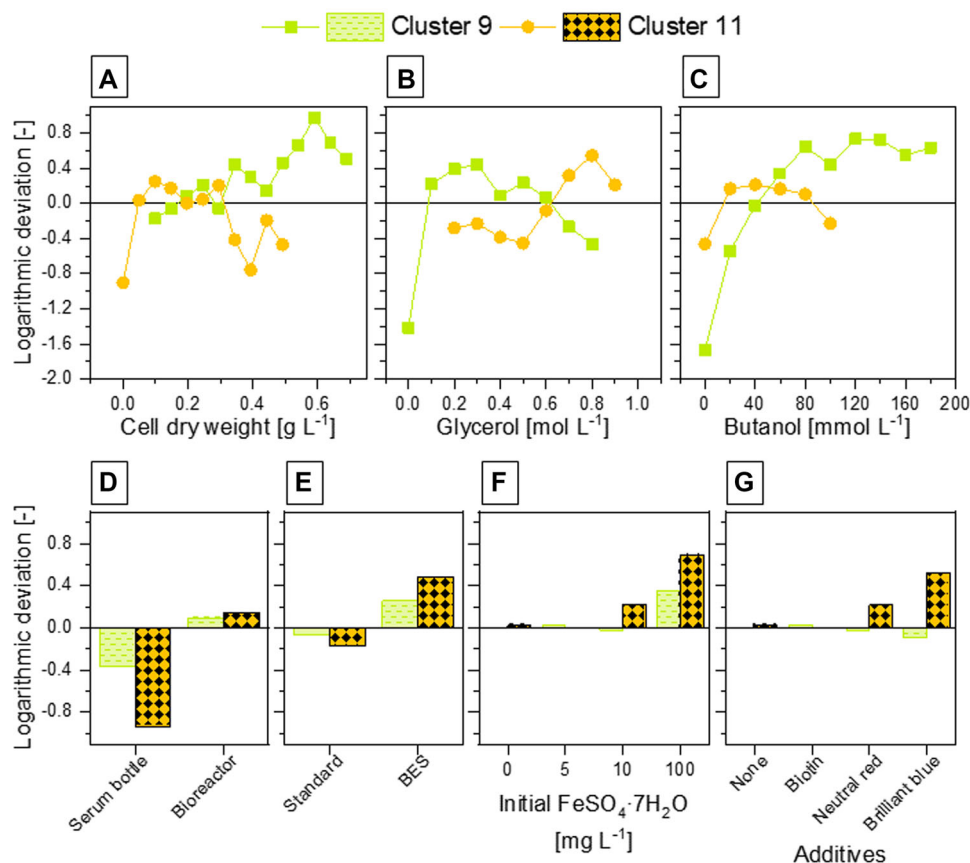 Cluster 9 Cluster 11
A B C
Logarithmic deviation [-]
0.8
0.4
0.0
-0.4
-0.8
-1.2
-1.6
-2.0
0.0 0.2 0.4 0.6
0.0 0.2 0.4 0.6 0.8 1.0
0 40 80 120 160 200
Cell dry weight [g L⁻¹] Glycerol [mol L⁻¹] Butanol [mmol L⁻¹]
D E F G
Logarithmic deviation [-]
0.8
0.4
0.0
-0.4
-0.8
Serum bottle Bioreactor
Standard BES
0 5 10 100
None Biotin Neutral red Brilliant blue
Initial FeSO₄·7H₂O
[mg L⁻¹]
Additives